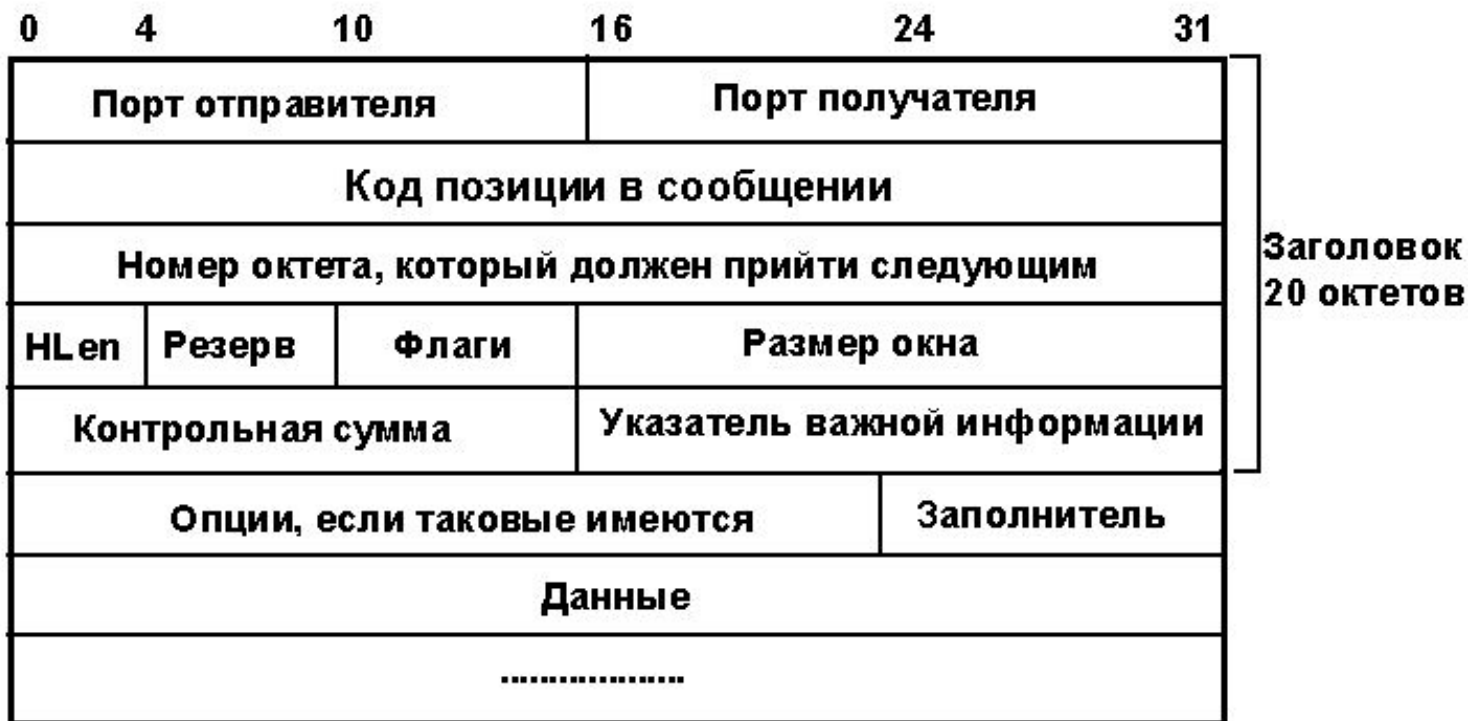 0 4 10 16 24 31
Порт отправителя Порт получателя
Код позиции в сообщении
Номер октета, который должен прийти следующим
Заголовок
20 октетов
HLen Резерв Флаги Размер окна
Контрольная сумма Указатель важной информации
Опции, если таковые имеются Заполнитель
Данные
...................